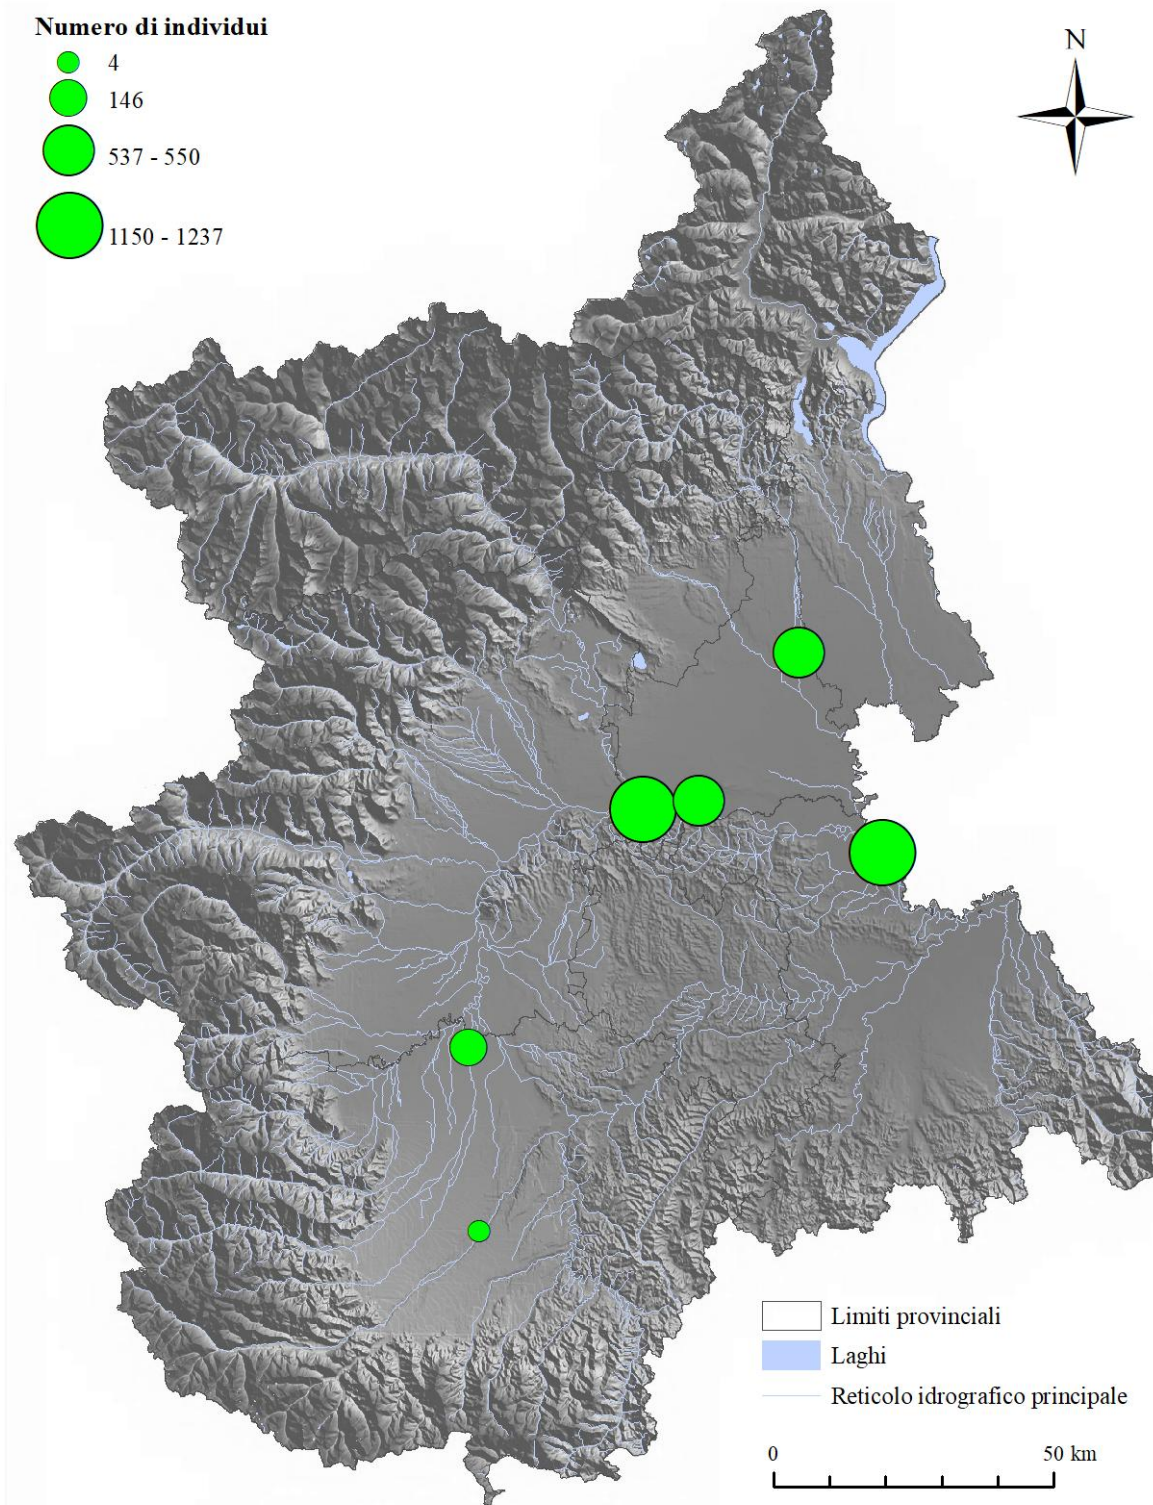 Numero di individui
4
146
537 - 550
1150 - 1237
N
Limiti provinciali
Laghi
Reticolo idrografico principale
0 50 km